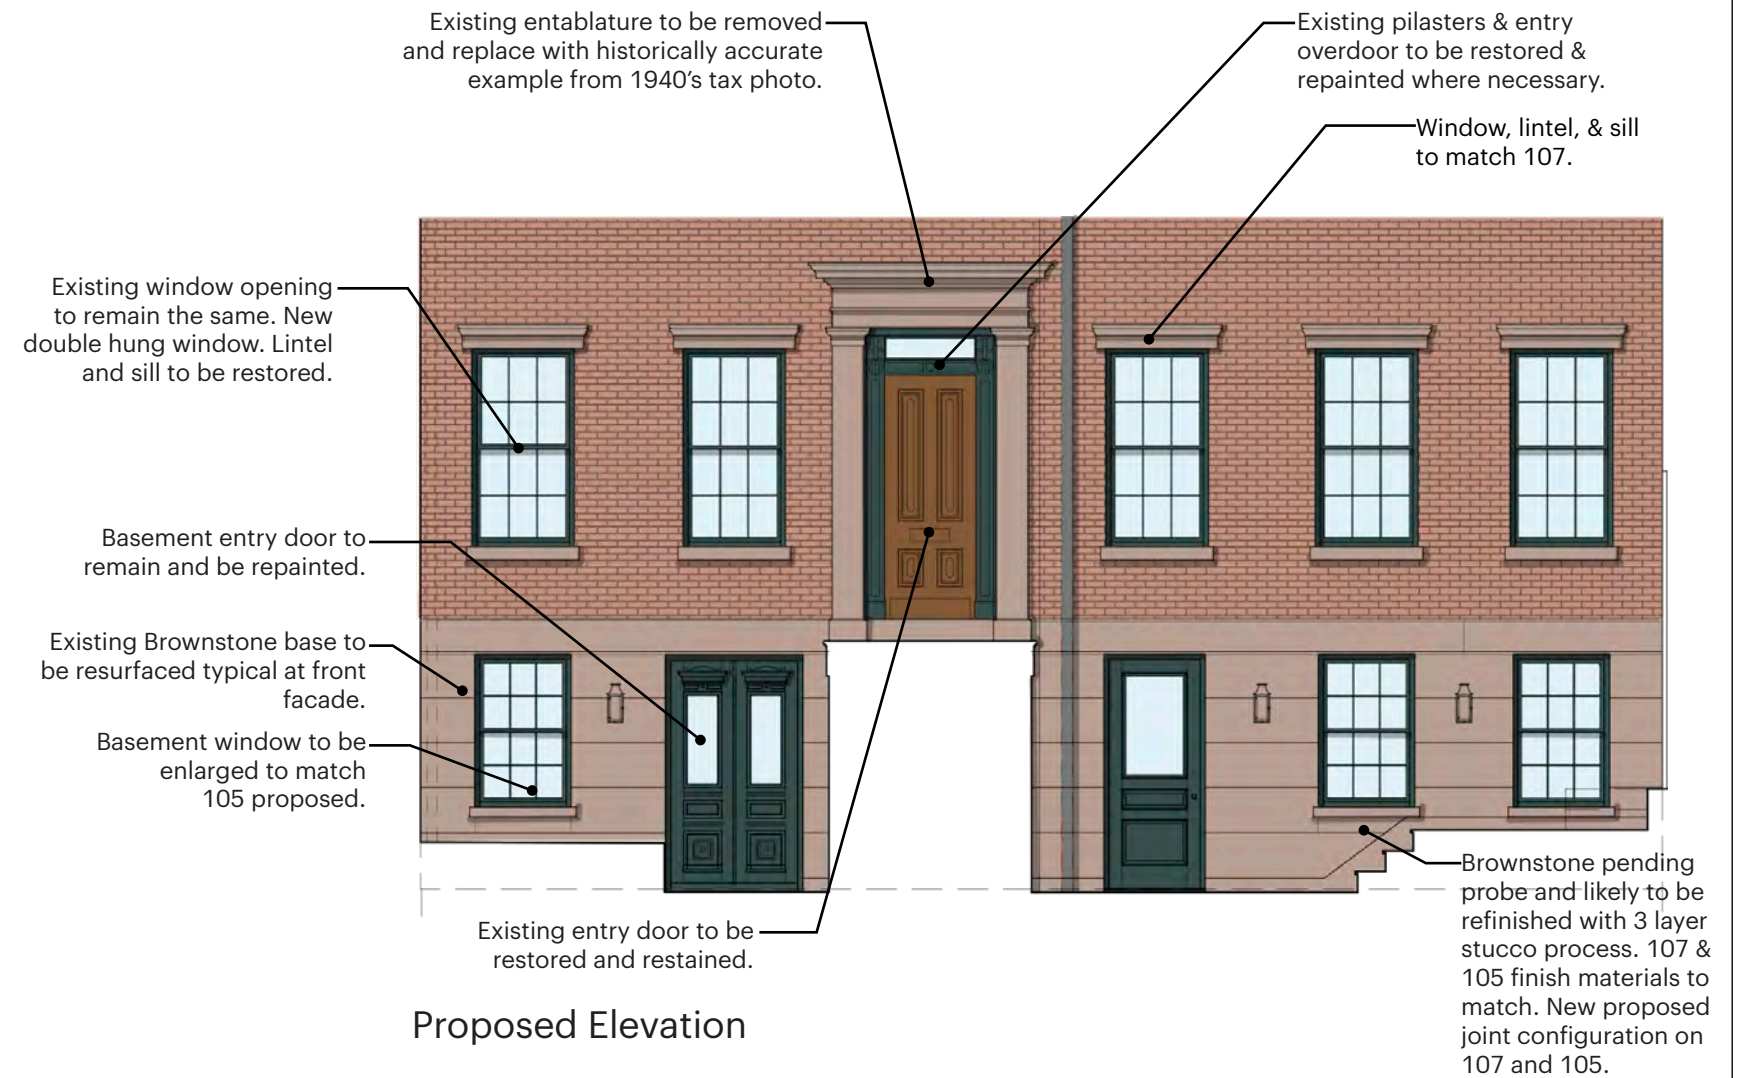 Existing entablature to be removed
and replace with historically accurate
example from 1940's tax photo.
Existing pilasters & entry
overdoor to be restored &
repainted where necessary.
Window, lintel, & sill
to match 107.
Existing window opening
to remain the same. New
double hung window. Lintel
and sill to be restored.
Basement entry door to
remain and be repainted.
Existing Brownstone base to
be resurfaced typical at front
facade.
Basement window to be
enlarged to match
105 proposed.
Existing entry door to be
restored and restained.
Brownstone pending
probe and likely to be
refinished with 3 layer
stucco process. 107 &
105 finish materials to
match. New proposed
joint configuration on
107 and 105.
Proposed Elevation